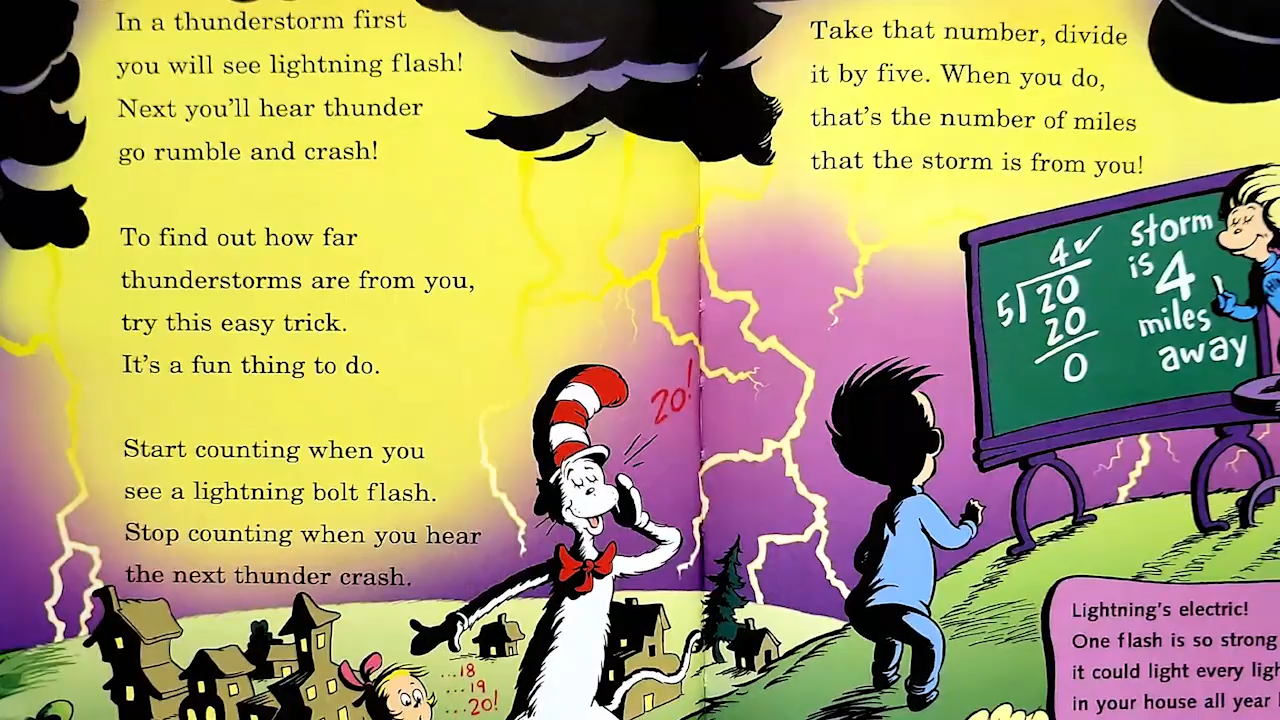 In a thunderstorm first
you will see lightning flash!
Next you'll hear thunder
go rumble and crash!
To find out how far
thunderstorms are from you,
try this easy trick.
It's a fun thing to do.
Start counting when you
see a lightning bolt flash.
Stop counting when you hear
the next thunder crash.
20!
...18
...19
...20!
Take that number, divide
it by five. When you do,
that's the number of miles
that the storm is from you!
4✓
5)20
20
0
storm
is 4
miles
away
Lightning's electric!
One flash is so strong
it could light every
in your house all year